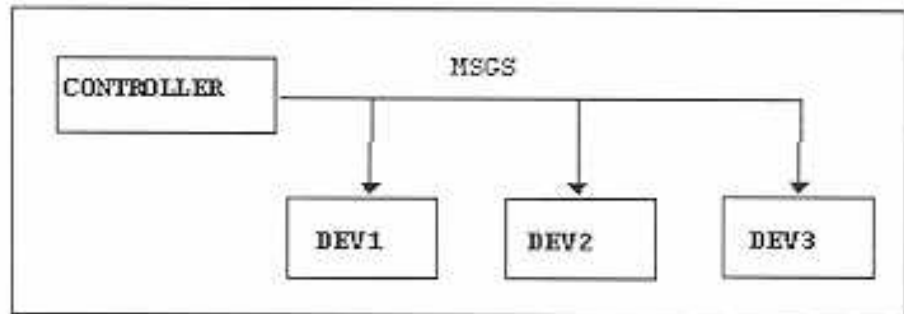 MSGS
CONTROLLER
DEV1
DEV2
DEV3